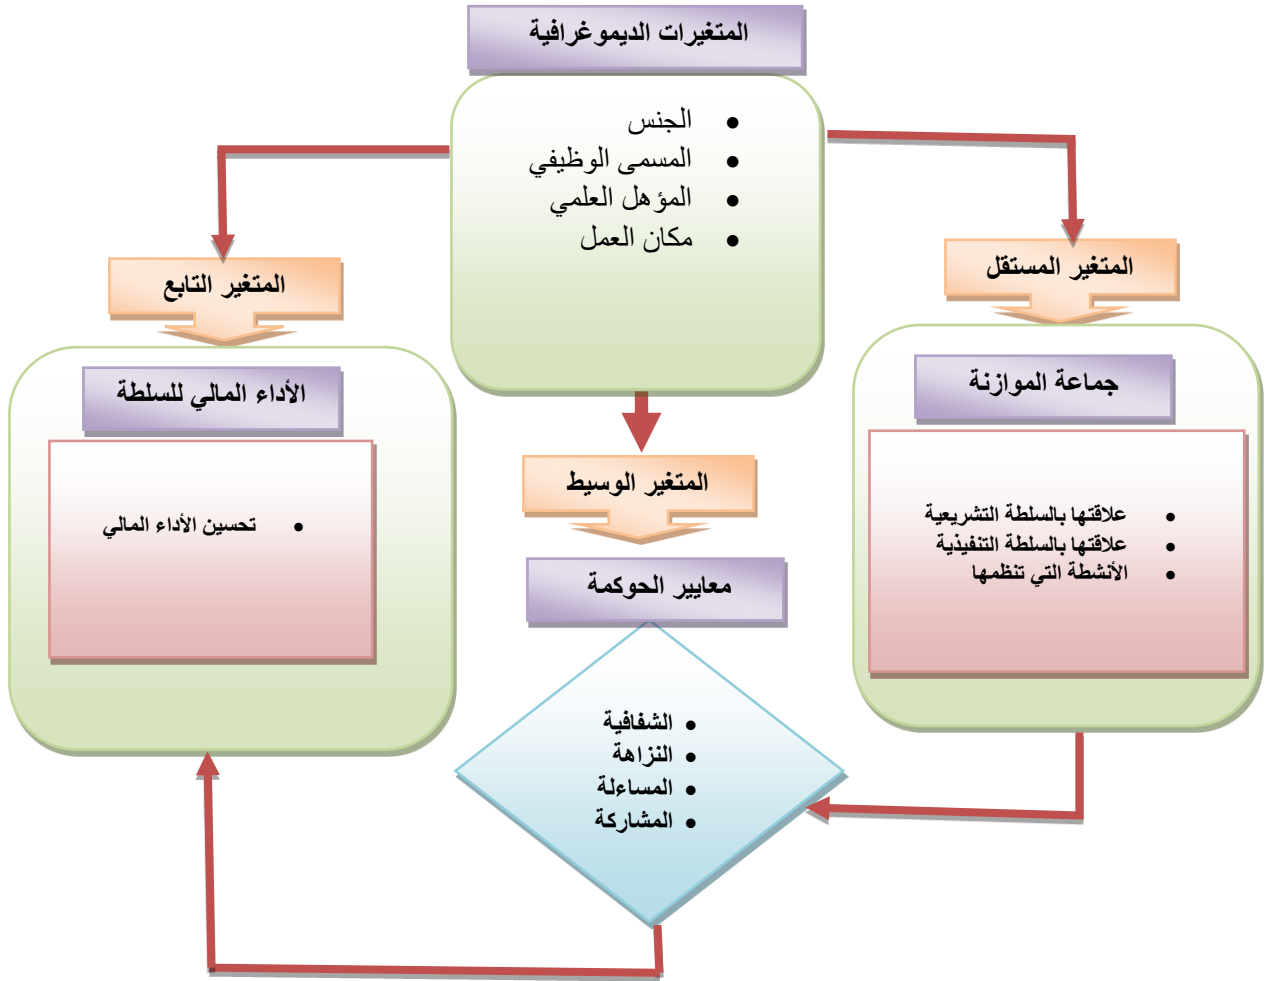 المتغيرات الديموغرافية
• الجنس
• المسمى الوظيفي
• المؤهل العلمي
• مكان العمل
المتغير المستقل
جماعة الموازنة
• علاقتها بالسلطة التشريعية
• علاقتها بالسلطة التنفيذية
• الأنشطة التي تنظمها
المتغير الوسيط
معايير الحوكمة
• الشفافية
• النزاهة
• المساءلة
• المشاركة
المتغير التابع
الأداء المالي للسلطة
• تحسين الأداء المالي